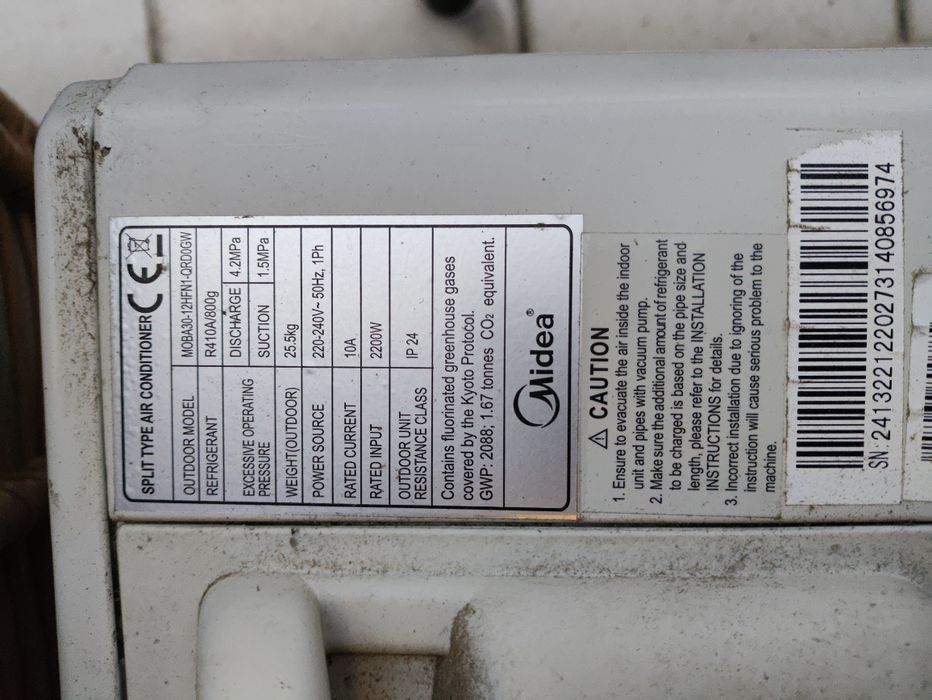 SPLIT TYPE AIR CONDITIONER CE
OUTDOOR MODEL MOBA30-12HFN1-QRD0GW
REFRIGERANT R410A/800g
EXCESSIVE OPERATING PRESSURE DISCHARGE 4.2MPa
SUCTION 1.5MPa
WEIGHT(OUTDOOR) 25.5kg
POWER SOURCE 220-240V~ 50Hz, 1Ph
RATED CURRENT 10A
RATED INPUT 2200W
OUTDOOR UNIT
RESISTANCE CLASS IP 24
Contains fluorinated greenhouse gases
covered by the Kyoto Protocol.
GWP: 2088; 1.67 tonnes CO₂ equivalent.
Midea®
⚠ CAUTION
1. Ensure to evacuate the air inside the indoor
unit and pipes with vacuum pump.
2. Make sure the additional amount of refrigerant
to be charged is based on the pipe size and
length, please refer to the INSTALLATION
INSTRUCTIONS for details.
3. Incorrect installation due to ignoring of the
instruction will cause serious problem to the
machine.
SN: 2413221220273140856974